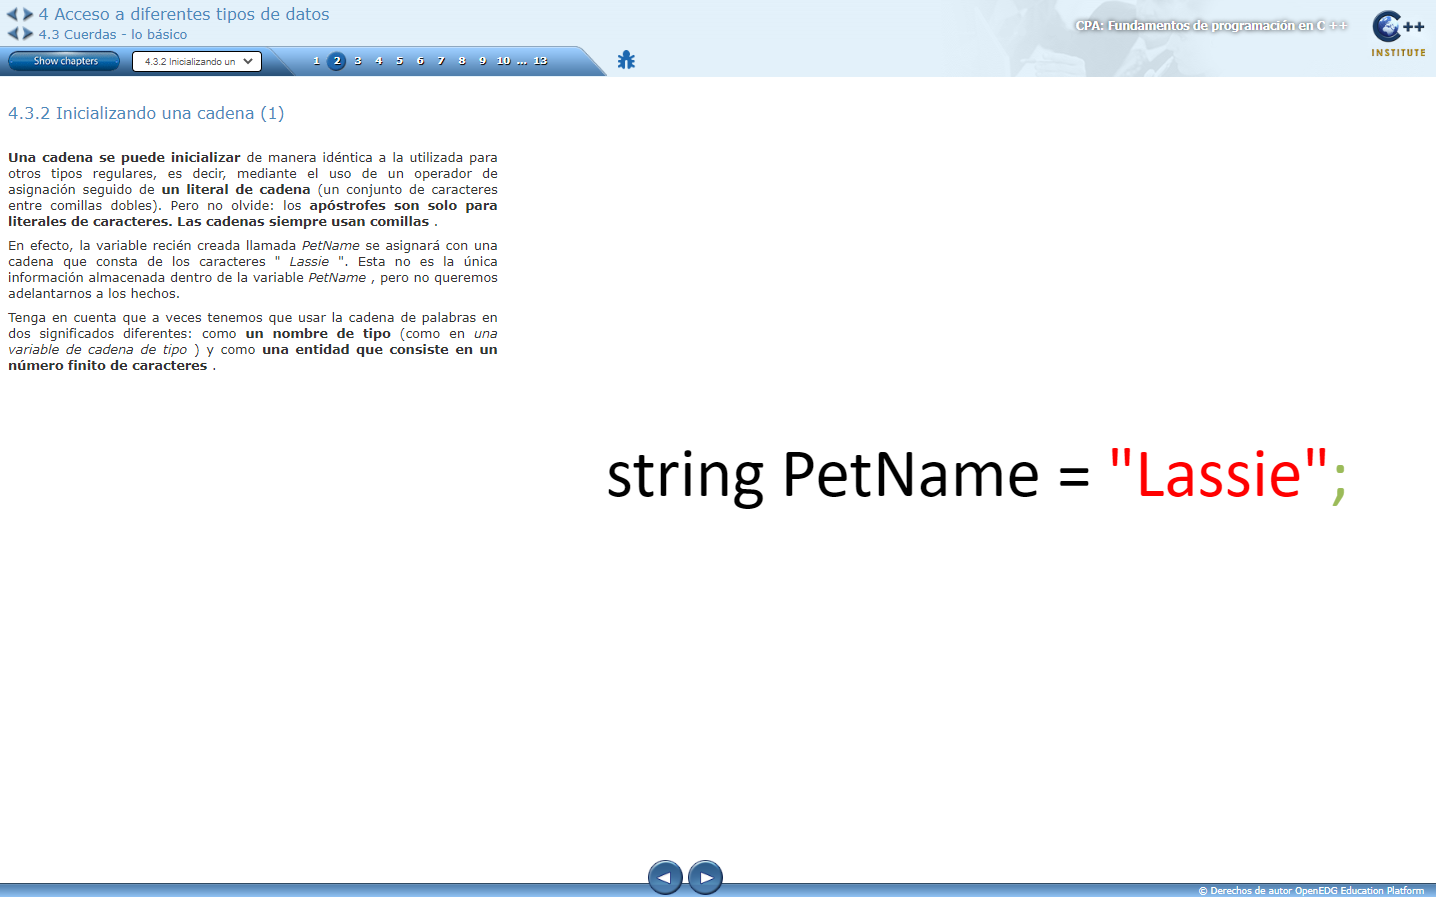 4 Acceso a diferentes tipos de datos
4.3 Cuerdas - lo básico
CPA: Fundamentos de programación en C ++
C++
INSTITUTE
Show chapters
4.3.2 Inicializando un
1 2 3 4 5 6 7 8 9 10 ... 13
4.3.2 Inicializando una cadena (1)
Una cadena se puede inicializar de manera idéntica a la utilizada para
otros tipos regulares, es decir, mediante el uso de un operador de
asignación seguido de un literal de cadena (un conjunto de caracteres
entre comillas dobles). Pero no olvide: los apóstrofes son solo para
literales de caracteres. Las cadenas siempre usan comillas .
En efecto, la variable recién creada llamada PetName se asignará con una
cadena que consta de los caracteres " Lassie ". Esta no es la única
información almacenada dentro de la variable PetName , pero no queremos
adelantarnos a los hechos.
Tenga en cuenta que a veces tenemos que usar la cadena de palabras en
dos significados diferentes: como un nombre de tipo (como en una
variable de cadena de tipo ) y como una entidad que consiste en un
número finito de caracteres .
string PetName = "Lassie";
© Derechos de autor OpenEDG Education Platform